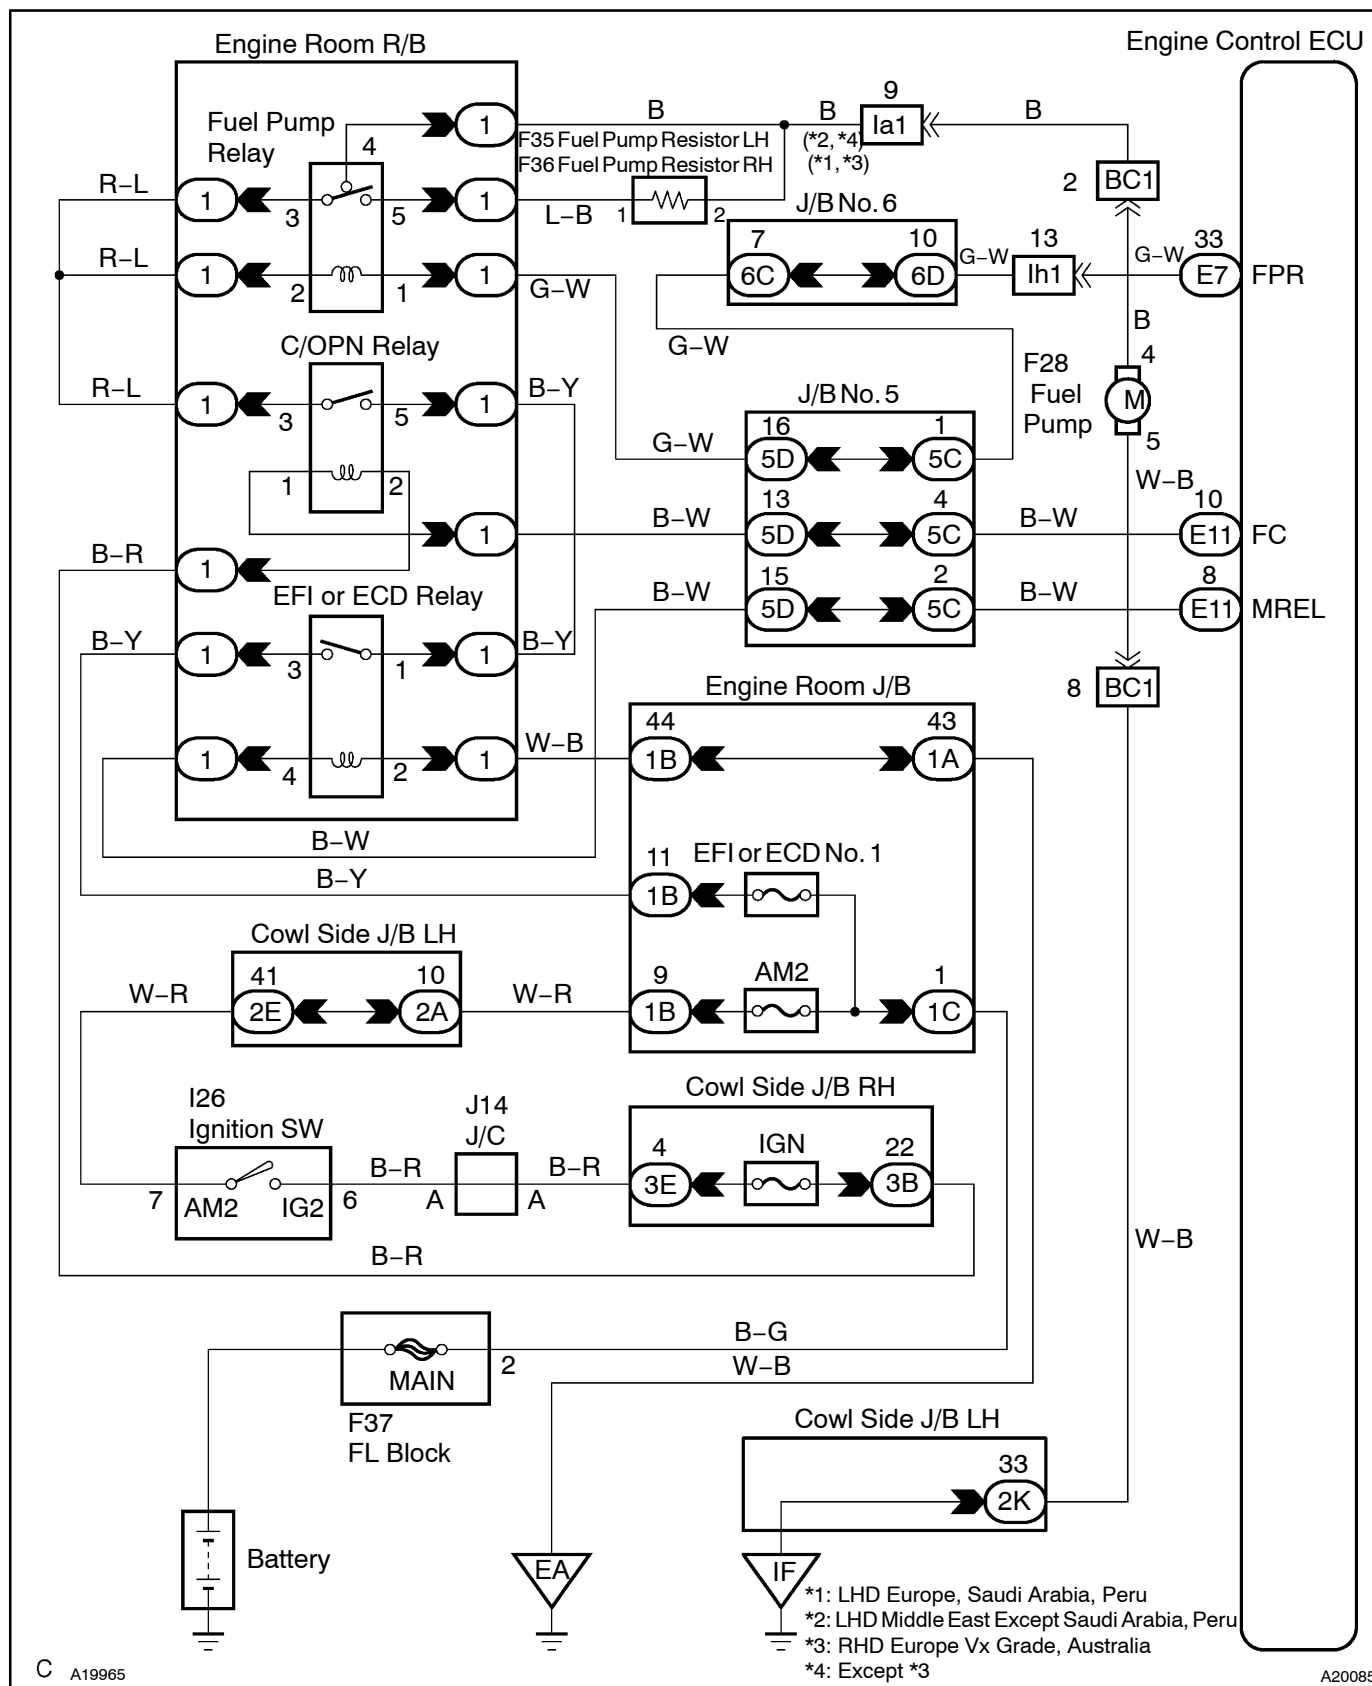 Engine Room R/B
Engine Control ECU
Fuel Pump
Relay
4
1
B
B
9
Ia1
B
F35 Fuel Pump Resistor LH
F36 Fuel Pump Resistor RH
(*2, *4)
(*1, *3)
R–L
1
3
5
1
L–B
1
2
2
BC1
J/B No. 6
7
6C
10
6D
G–W
13
Ih1
G–W
33
E7
FPR
R–L
1
2
1
1
G–W
G–W
B
C/OPN Relay
F28
Fuel
Pump
4
M
5
R–L
1
3
5
1
B–Y
J/B No. 5
G–W
16
5D
1
5C
1
2
W–B
1
B–W
13
5D
4
5C
B–W
10
E11
FC
B–R
1
EFI or ECD Relay
B–W
15
5D
2
5C
B–W
8
E11
MREL
B–Y
1
3
1
1
B–Y
8
BC1
Engine Room J/B
1
4
2
1
W–B
44
1B
43
1A
B–W
B–Y
11
1B
EFI or ECD No. 1
Cowl Side J/B LH
W–R
41
2E
10
2A
W–R
9
1B
AM2
1
1C
Cowl Side J/B RH
I26
Ignition SW
7
AM2
IG2
6
B–R
J14
J/C
A
A
B–R
4
3E
IGN
22
3B
B–R
W–B
MAIN
2
B–G
W–B
F37
FL Block
Cowl Side J/B LH
33
2K
Battery
EA
IF
*1: LHD Europe, Saudi Arabia, Peru
*2: LHD Middle East Except Saudi Arabia, Peru
*3: RHD Europe Vx Grade, Australia
*4: Except *3
C A19965
A20085